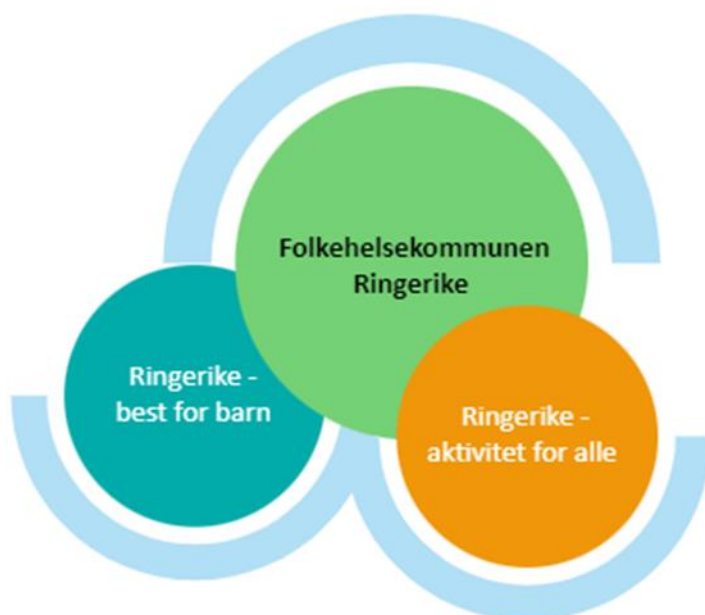 Folkehelsekommunen
Ringerike
Ringerike -
best for barn
Ringerike -
aktivitet for alle